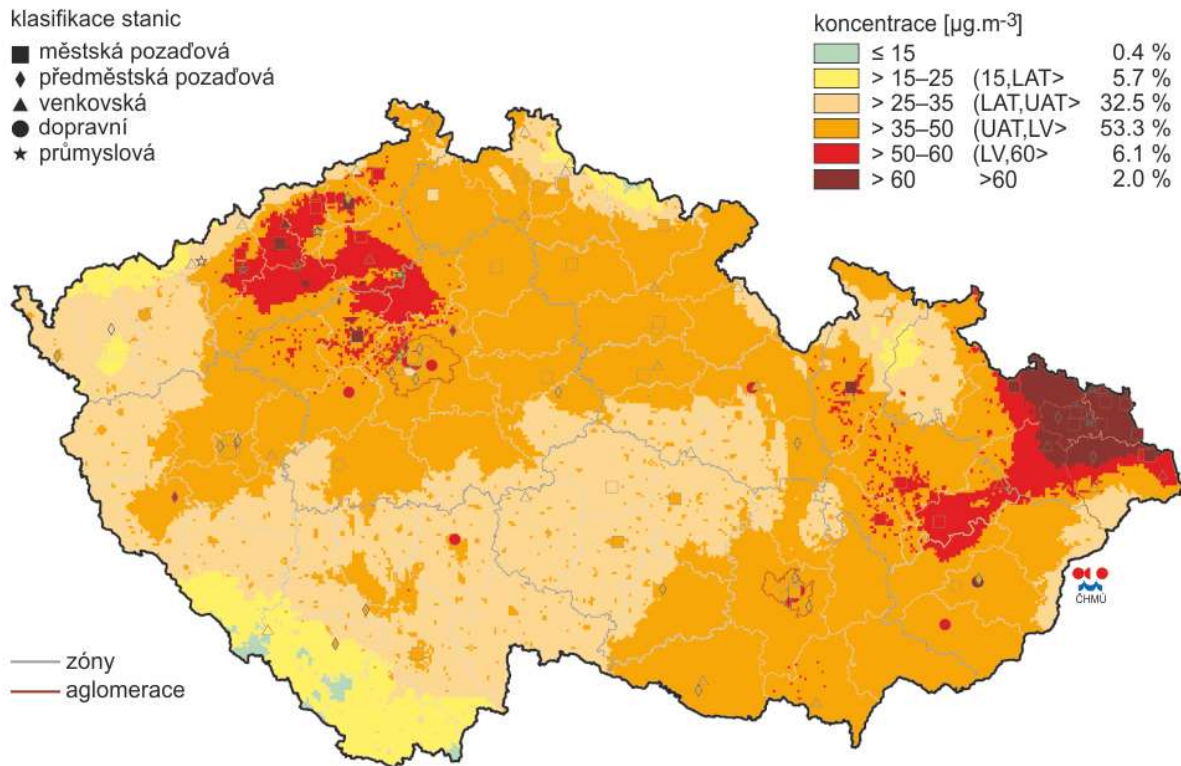 klasifikace stanic
městská pozaďová
předměstská pozaďová
venkovská
dopravní
průmyslová
koncentrace [µg.m-3]
≤ 15 0.4 %
> 15–25 (15,LAT> 5.7 %
> 25–35 (LAT,UAT> 32.5 %
> 35–50 (UAT,LV> 53.3 %
> 50–60 (LV,60> 6.1 %
> 60 >60 2.0 %
ČHMÚ
zóny
aglomerace